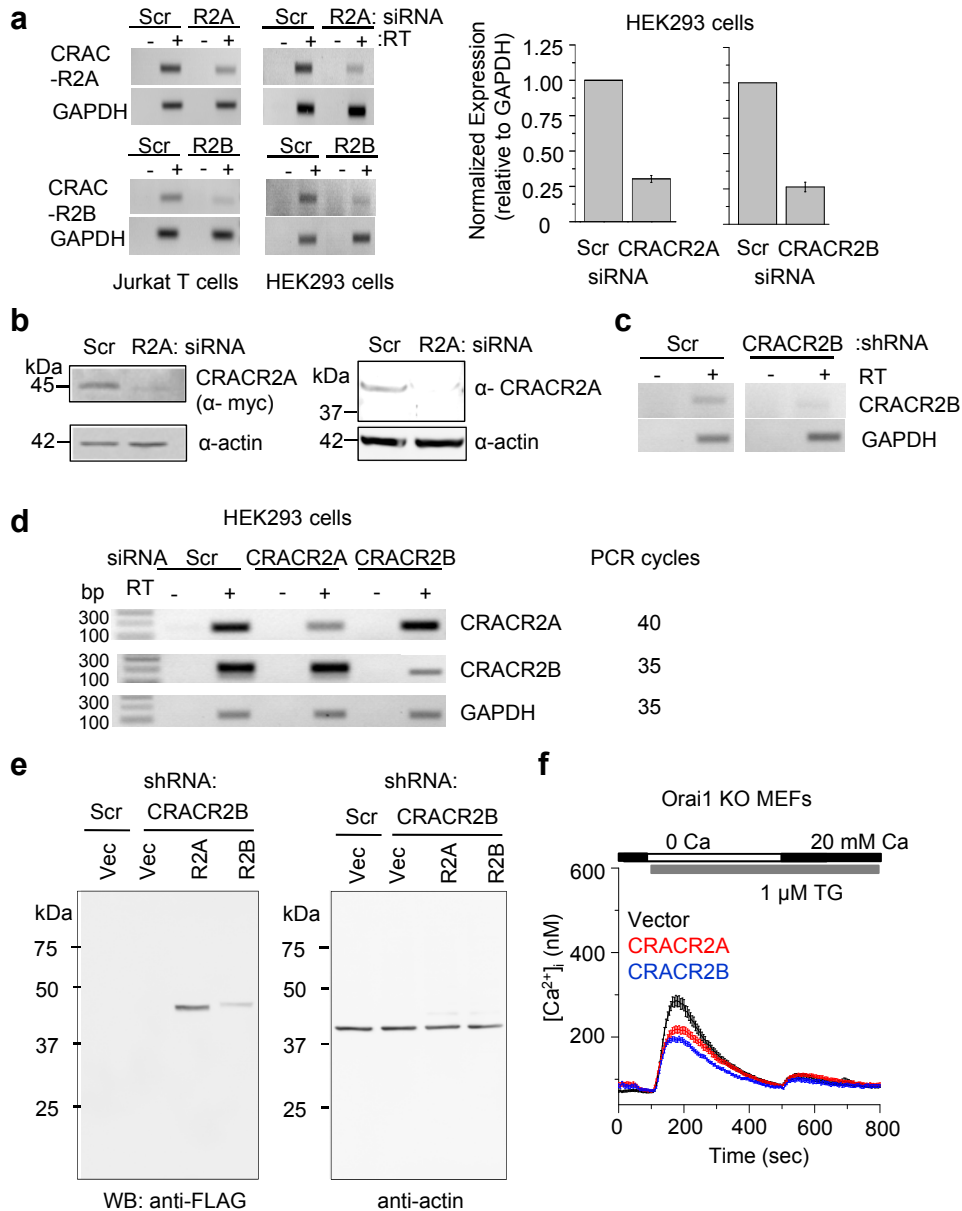 a
Scr R2A Scr R2A: siRNA
- + - + - + - + :RT
CRAC
-R2A
GAPDH
Scr R2B Scr R2B
- + - + - + - +
CRAC
-R2B
GAPDH
Jurkat T cells HEK293 cells
HEK293 cells
Normalized Expression
(relative to GAPDH)
1.25
1.00
0.75
0.50
0.25
0
Scr CRACR2A
siRNA
Scr CRACR2B
siRNA
b
Scr R2A: siRNA
kDa
45
CRACR2A
(α- myc)
42
α-actin
Scr R2A: siRNA
kDa
α- CRACR2A
37
42
α-actin
c
Scr CRACR2B :shRNA
- + - + RT
CRACR2B
GAPDH
d
HEK293 cells
siRNA Scr CRACR2A CRACR2B PCR cycles
bp RT - + - + - +
300
100
CRACR2A 40
300
100
CRACR2B 35
300
100
GAPDH 35
e
shRNA:
Scr CRACR2B
Vec Vec R2A R2B
kDa
75
50
37
25
WB: anti-FLAG
shRNA:
Scr CRACR2B
Vec Vec R2A R2B
kDa
75
50
37
25
anti-actin
f
Orai1 KO MEFs
0 Ca 20 mM Ca
1 µM TG
Vector
CRACR2A
CRACR2B
[Ca²⁺]ᵢ (nM)
600
400
200
0 200 400 600 800
Time (sec)